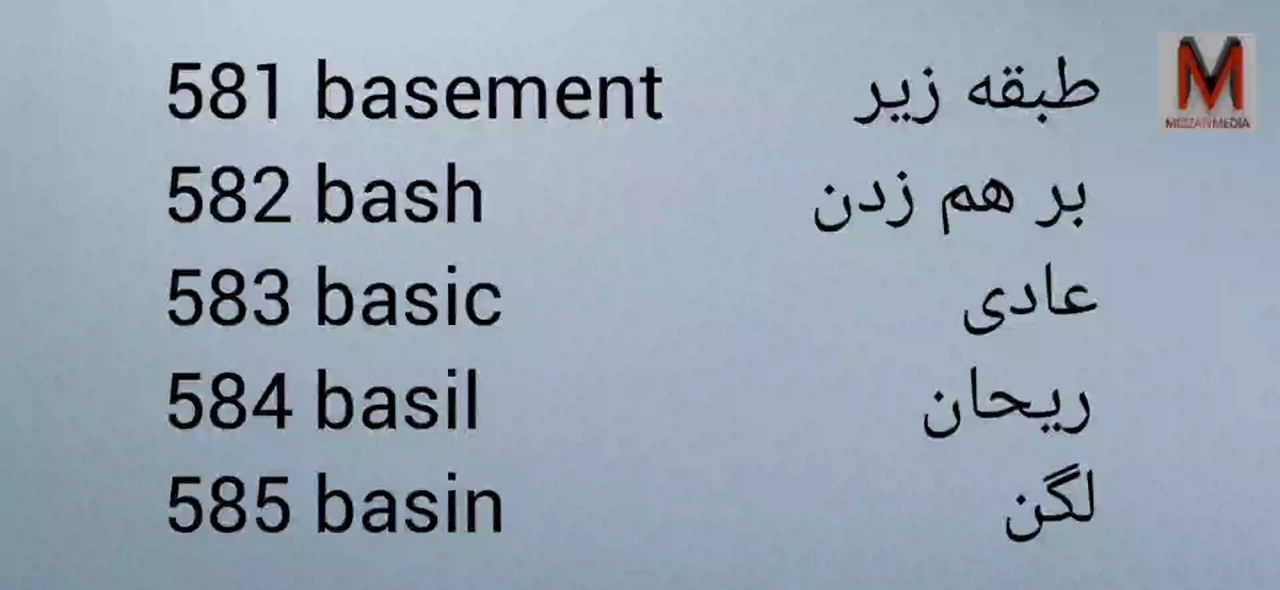 581 basement طبقه زیر
582 bash بر هم زدن
583 basic عادی
584 basil ریحان
585 basin لگن
M